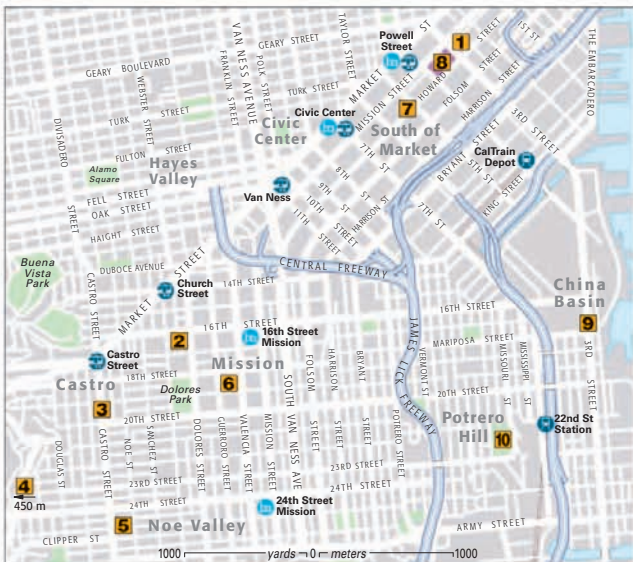 THE EMBARCADERO
1ST STREET
STREET
TAYLOR STREET
ST
Powell
Street
GEARY STREET
VAN NESS AVENUE
POLK STREET
FRANKLIN STREET
MARKET
1
8
HOWARD
FOLSOM STREET
HARRISON STREET
MISSION STREET
GEARY BOULEVARD
WEBSTER STREET
TURK STREET
7
Civic Center
Civic
Center
South of
Market
3RD STREET
TURK STREET
DIVISADERO
STREET
FULTON STREET
Hayes
Valley
Alamo
Square
7TH ST
8TH ST
9TH ST
10TH STREET
11TH STREET
HARRISON ST
7TH ST
BRYANT STREET
5TH ST
KING STREET
CalTrain
Depot
Van Ness
FELL STREET
OAK STREET
HAIGHT STREET
Buena
Vista
Park
DUBOCE AVENUE
MARKET STREET
CENTRAL FREEWAY
Church
Street
14TH STREET
CASTRO STREET
China
Basin
16TH STREET
9
3RD STREET
16TH STREET
16th Street
Mission
2
JAMES LICK FREEWAY
MARIPOSA STREET
VERMONT ST
MISSOURI ST
MISSISSIPPI ST
Castro
Street
18TH STREET
Castro
Mission
6
FOLSOM STREET
HARRISON STREET
BRYANT STREET
Dolores
Park
3
20TH STREET
20TH STREET
Potrero
Hill
10
22nd St
Station
DOUGLAS ST
CASTRO STREET
NOE ST
SANCHEZ ST
DOLORES STREET
GUERRORO STREET
VALENCIA STREET
MISSION STREET
SOUTH VAN NESS AVE
POTRERO STREET
23RD STREET
23RD STREET
24TH STREET
24TH STREET
4
450 m
24th Street
Mission
5
Noe Valley
CLIPPER ST
ARMY STREET
1000 yards 0 meters 1000